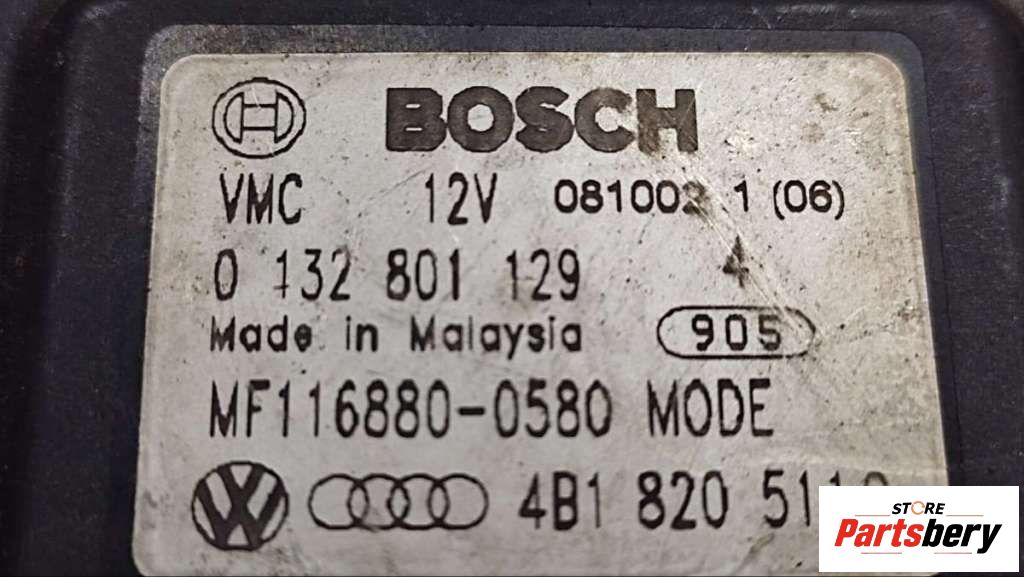 BOSCH
VMC 12V 081002 1 (06)
0 132 801 129 4
Made in Malaysia 905
MF116880-0580 MODE
4B1 820
STORE
Partsbery